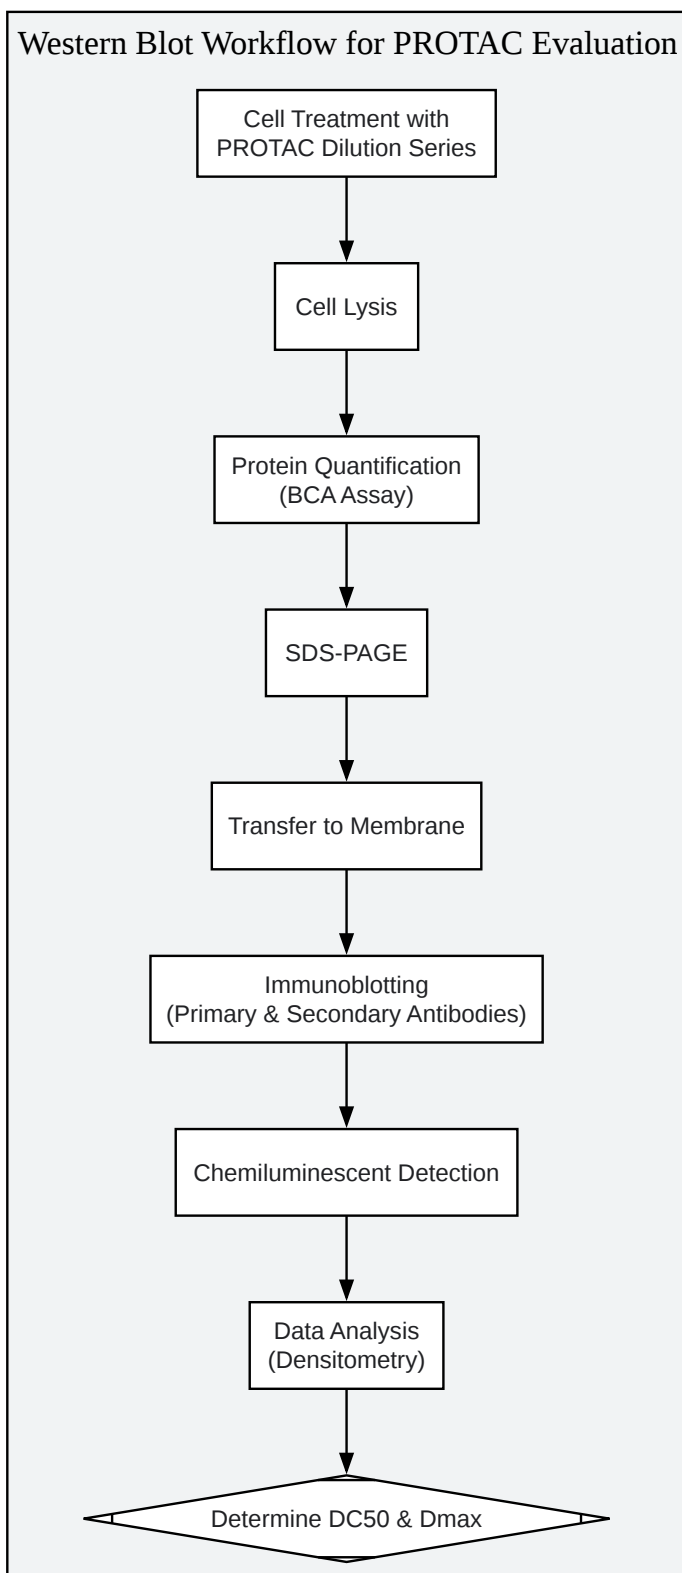 Western Blot Workflow for PROTAC Evaluation
Cell Treatment with
PROTAC Dilution Series
Cell Lysis
Protein Quantification
(BCA Assay)
SDS-PAGE
Transfer to Membrane
Immunoblotting
(Primary & Secondary Antibodies)
Chemiluminescent Detection
Data Analysis
(Densitometry)
Determine DC50 & Dmax